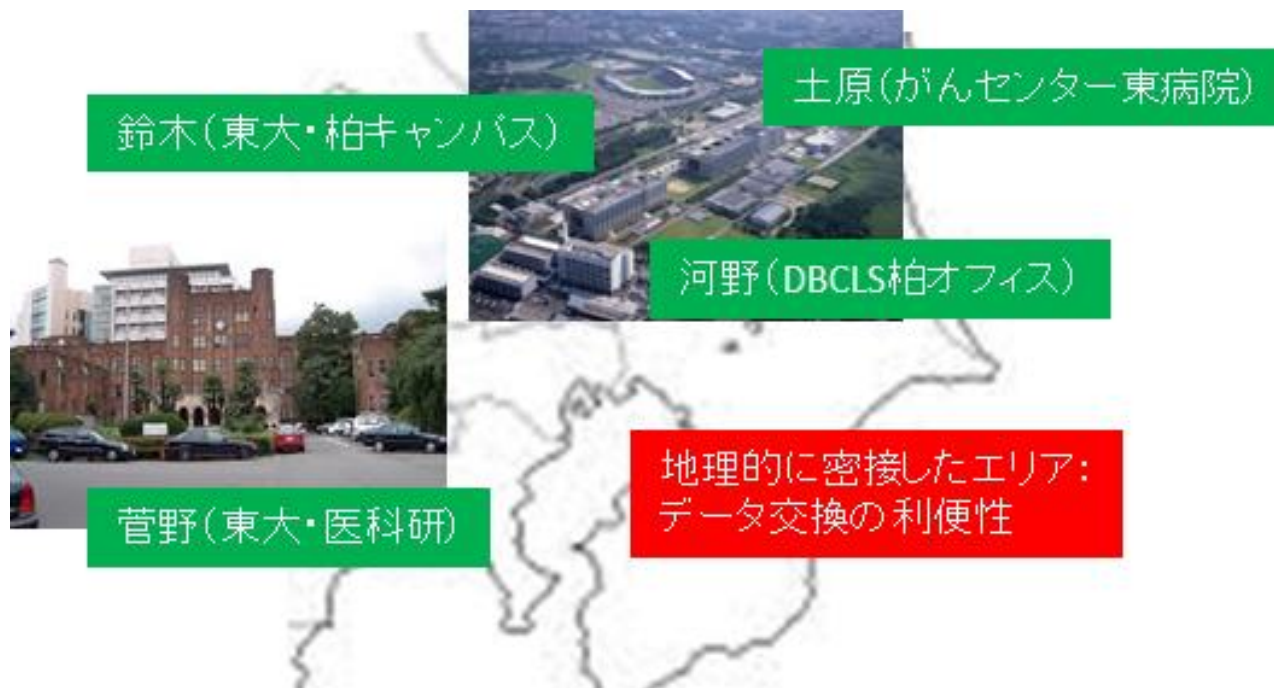 土原(がんセンター東病院)
鈴木(東大・柏キャンパス)
河野(DBCLS柏オフィス)
菅野(東大・医科研)
地理的に密接したエリア:
データ交換の利便性